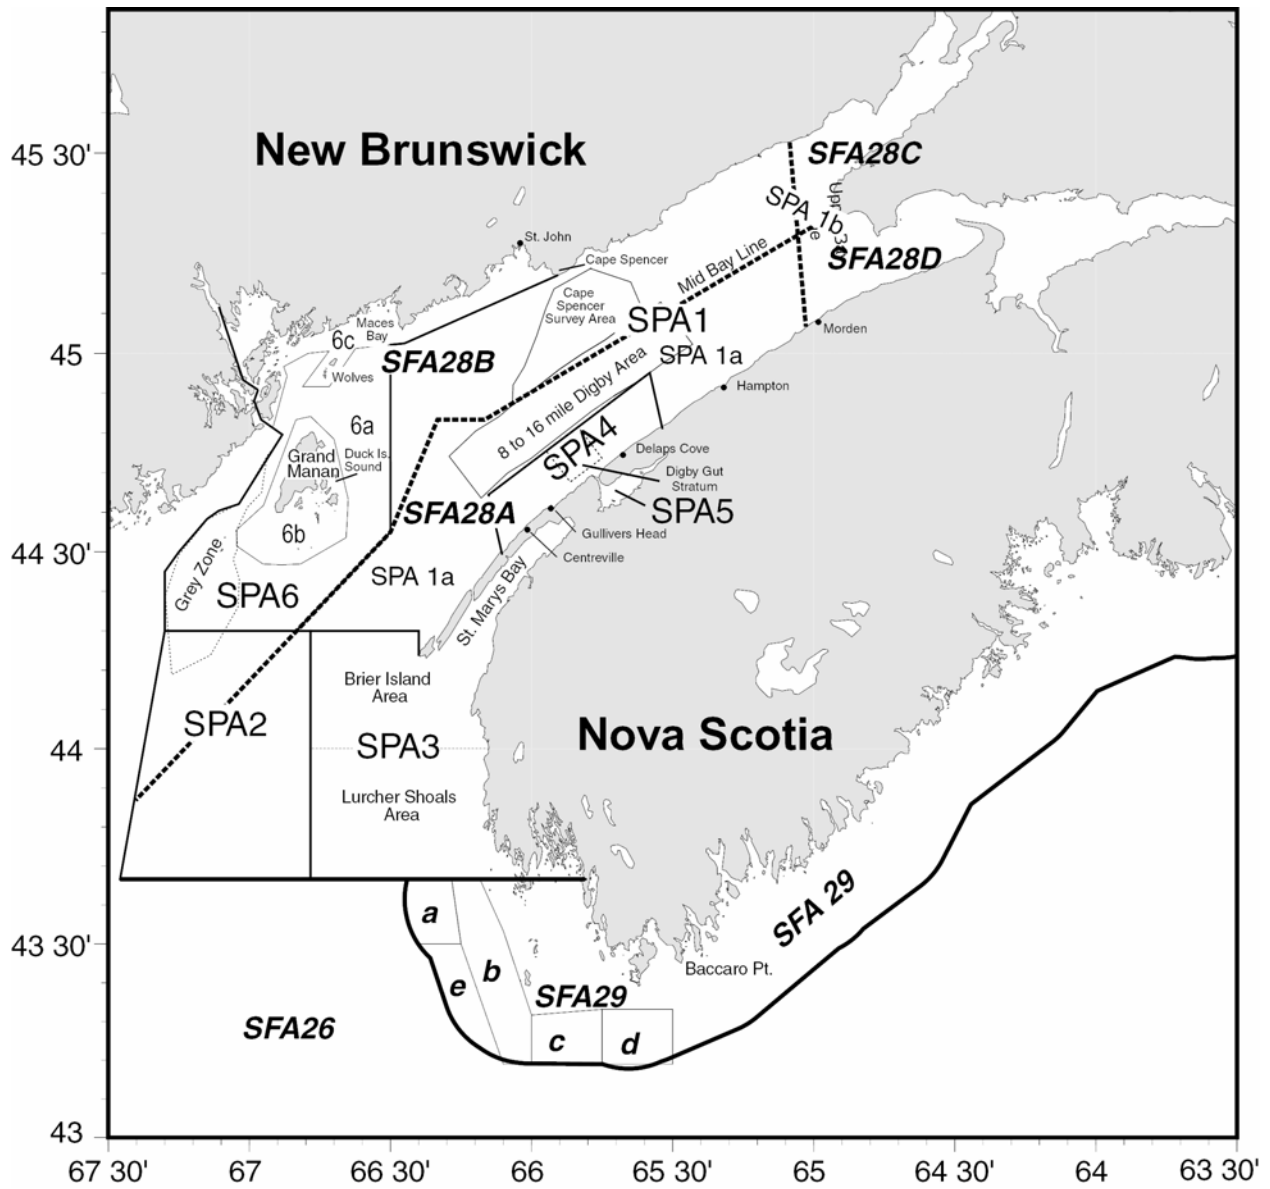 New Brunswick
45 30'
SFA28C
Upr
SPA 1b
St. John
SFA28D
Cape Spencer
Mid Bay Line
Cape
Spencer
Survey Area
SPA1
Maces
Bay
Morden
6c
45
SFA28B
SPA 1a
Wolves
8 to 16 mile Digby Area
Hampton
6a
SPA4
Grand
Manan
Duck Is.
Sound
Delaps Cove
Digby Gut
Stratum
SFA28A
SPA5
6b
Gullivers Head
44 30'
Centreville
Grey Zone
SPA 1a
SPA6
St. Marys Bay
Brier Island
Area
SPA2
Nova Scotia
44
SPA3
Lurcher Shoals
Area
a
SFA 29
43 30'
b
Baccaro Pt.
e
SFA29
SFA26
c
d
43
67 30'
67
66 30'
66
65 30'
65
64 30'
64
63 30'